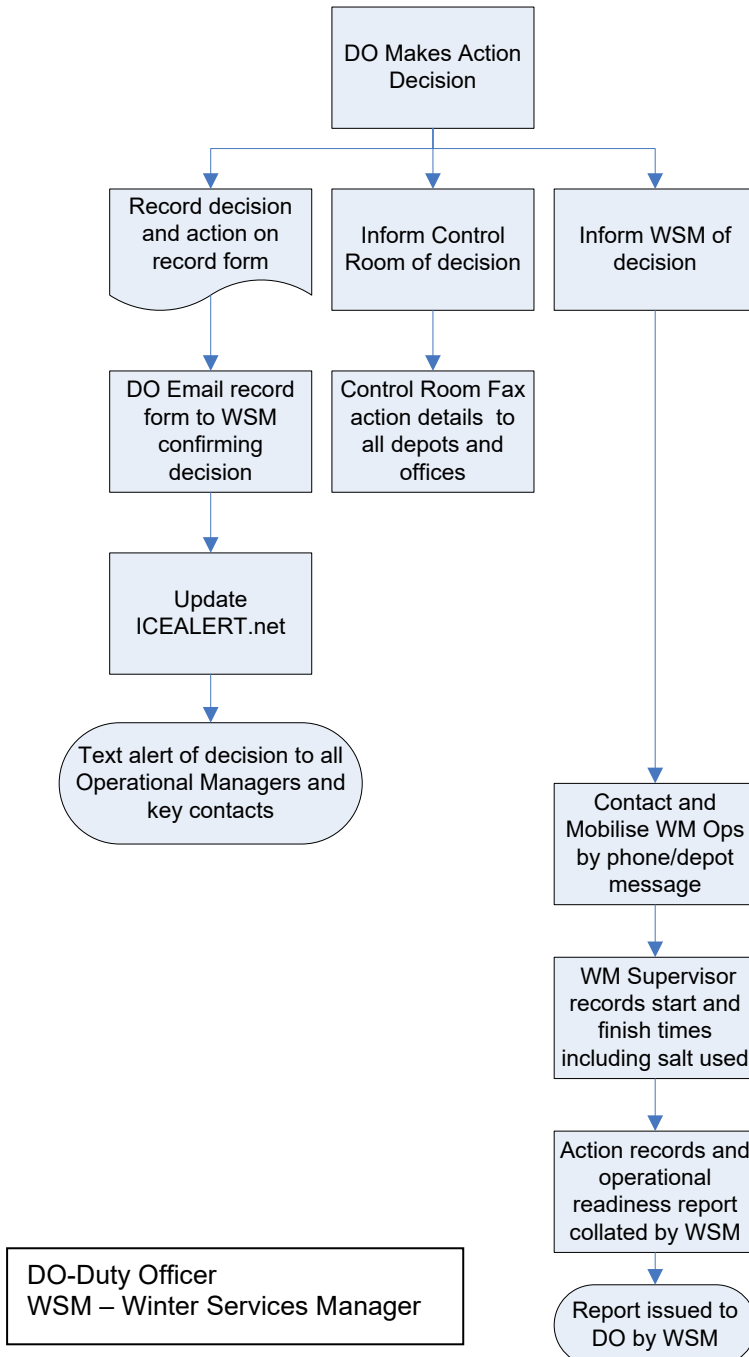 DO Makes Action
Decision
Record decision
and action on
record form
Inform Control
Room of decision
Inform WSM of
decision
DO Email record
form to WSM
confirming
decision
Control Room Fax
action details to
all depots and
offices
Update
ICEALERT.net
Text alert of decision to all
Operational Managers and
key contacts
Contact and
Mobilise WM Ops
by phone/depot
message
WM Supervisor
records start and
finish times
including salt used
Action records and
operational
readiness report
collated by WSM
Report issued to
DO by WSM
DO-Duty Officer
WSM – Winter Services Manager